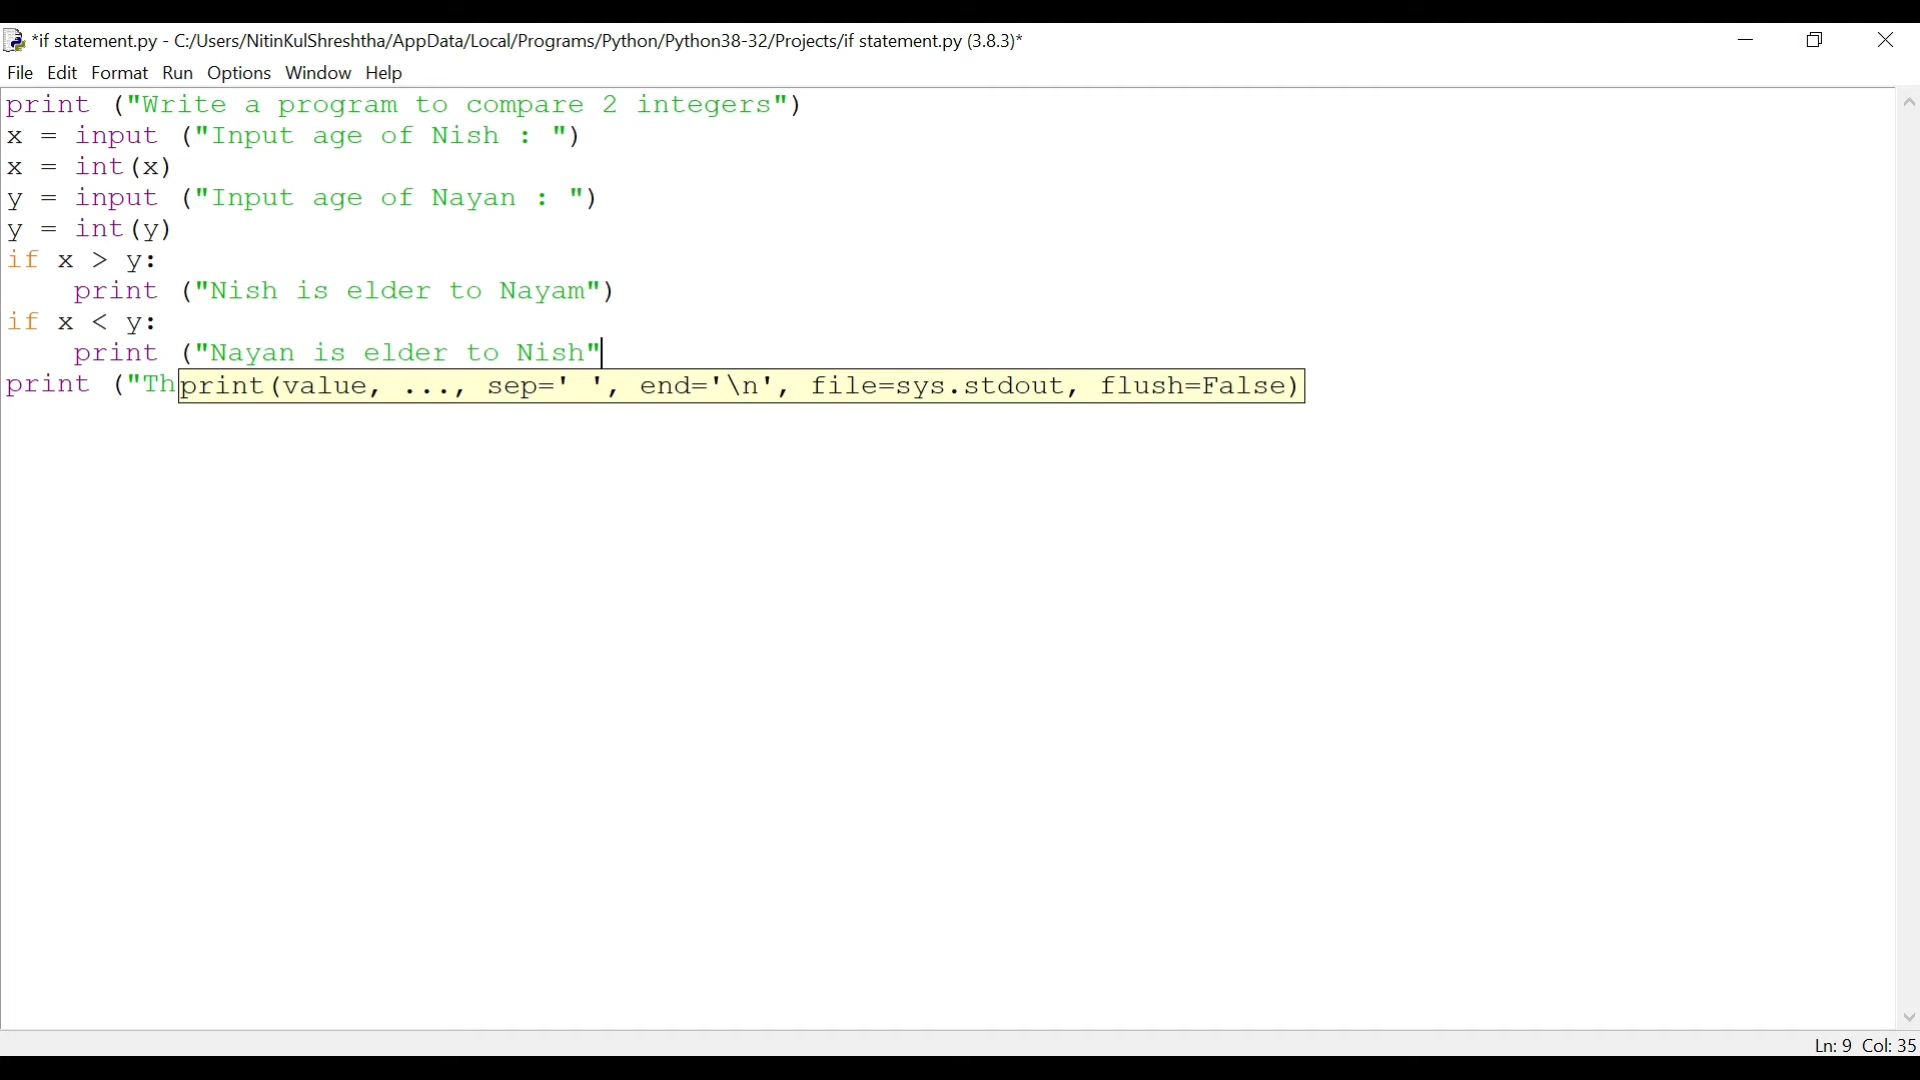 *if statement.py - C:/Users/NitinKulShreshtha/AppData/Local/Programs/Python/Python38-32/Projects/if statement.py (3.8.3)*
File Edit Format Run Options Window Help
print ("Write a program to compare 2 integers")
x = input ("Input age of Nish : ")
x = int(x)
y = input ("Input age of Nayan : ")
y = int(y)
if x > y:
    print ("Nish is elder to Nayam")
if x < y:
    print ("Nayan is elder to Nish"
print ("Th
print(value, ..., sep=' ', end='\n', file=sys.stdout, flush=False)
Ln: 9 Col: 35